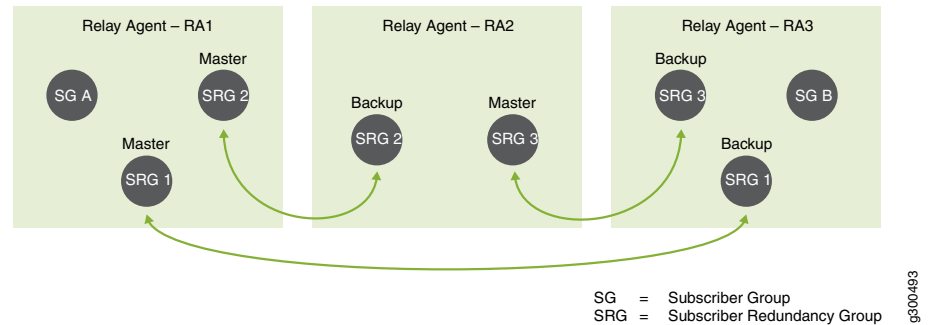 Relay Agent – RA1
Relay Agent – RA2
Relay Agent – RA3
Master
Backup
SG A
SRG 2
SRG 3
SG B
Backup
Master
SRG 2
SRG 3
Master
Backup
SRG 1
SRG 1
SG = Subscriber Group
SRG = Subscriber Redundancy Group
g300493